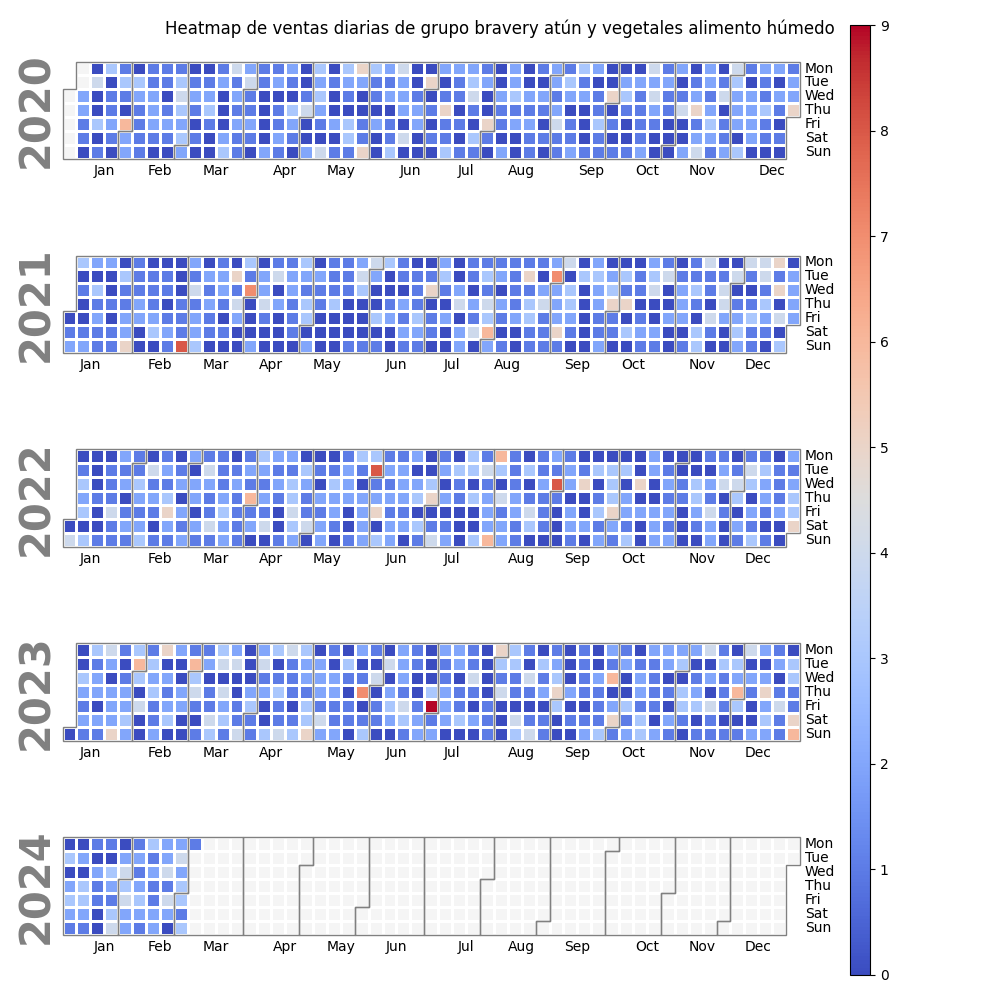 Heatmap de ventas diarias de grupo bravery atún y vegetales alimento húmedo
2020
Mon
Tue
Wed
Thu
Fri
Sat
Sun
Jan Feb Mar Apr May Jun Jul Aug Sep Oct Nov Dec
2021
Mon
Tue
Wed
Thu
Fri
Sat
Sun
Jan Feb Mar Apr May Jun Jul Aug Sep Oct Nov Dec
2022
Mon
Tue
Wed
Thu
Fri
Sat
Sun
Jan Feb Mar Apr May Jun Jul Aug Sep Oct Nov Dec
2023
Mon
Tue
Wed
Thu
Fri
Sat
Sun
Jan Feb Mar Apr May Jun Jul Aug Sep Oct Nov Dec
2024
Mon
Tue
Wed
Thu
Fri
Sat
Sun
Jan Feb Mar Apr May Jun Jul Aug Sep Oct Nov Dec
9
8
7
6
5
4
3
2
1
0